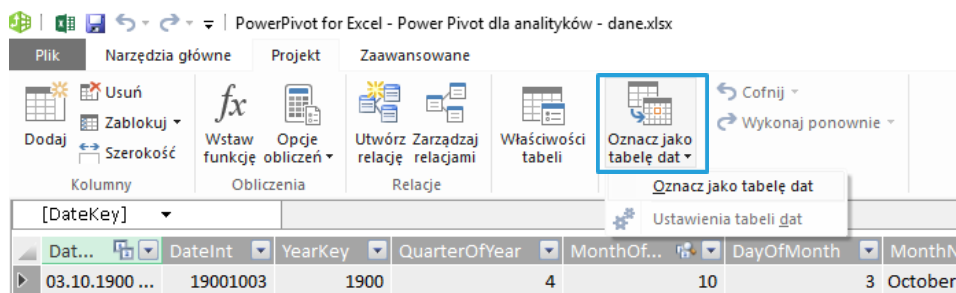 PowerPivot for Excel - Power Pivot dla analityków - dane.xlsx
Plik Narzędzia główne Projekt Zaawansowane
Dodaj
Usuń
Zablokuj
Szerokość
Kolumny
Wstaw funkcję
Opcje obliczeń
Obliczenia
Utwórz relację
Zarządzaj relacjami
Relacje
Właściwości tabeli
Oznacz jako tabelę dat
Cofnij
Wykonaj ponownie
Oznacz jako tabelę dat
Ustawienia tabeli dat
[DateKey]
Dat... DateInt YearKey QuarterOfYear MonthOf... DayOfMonth MonthN
03.10.1900 ... 19001003 1900 4 10 3 October